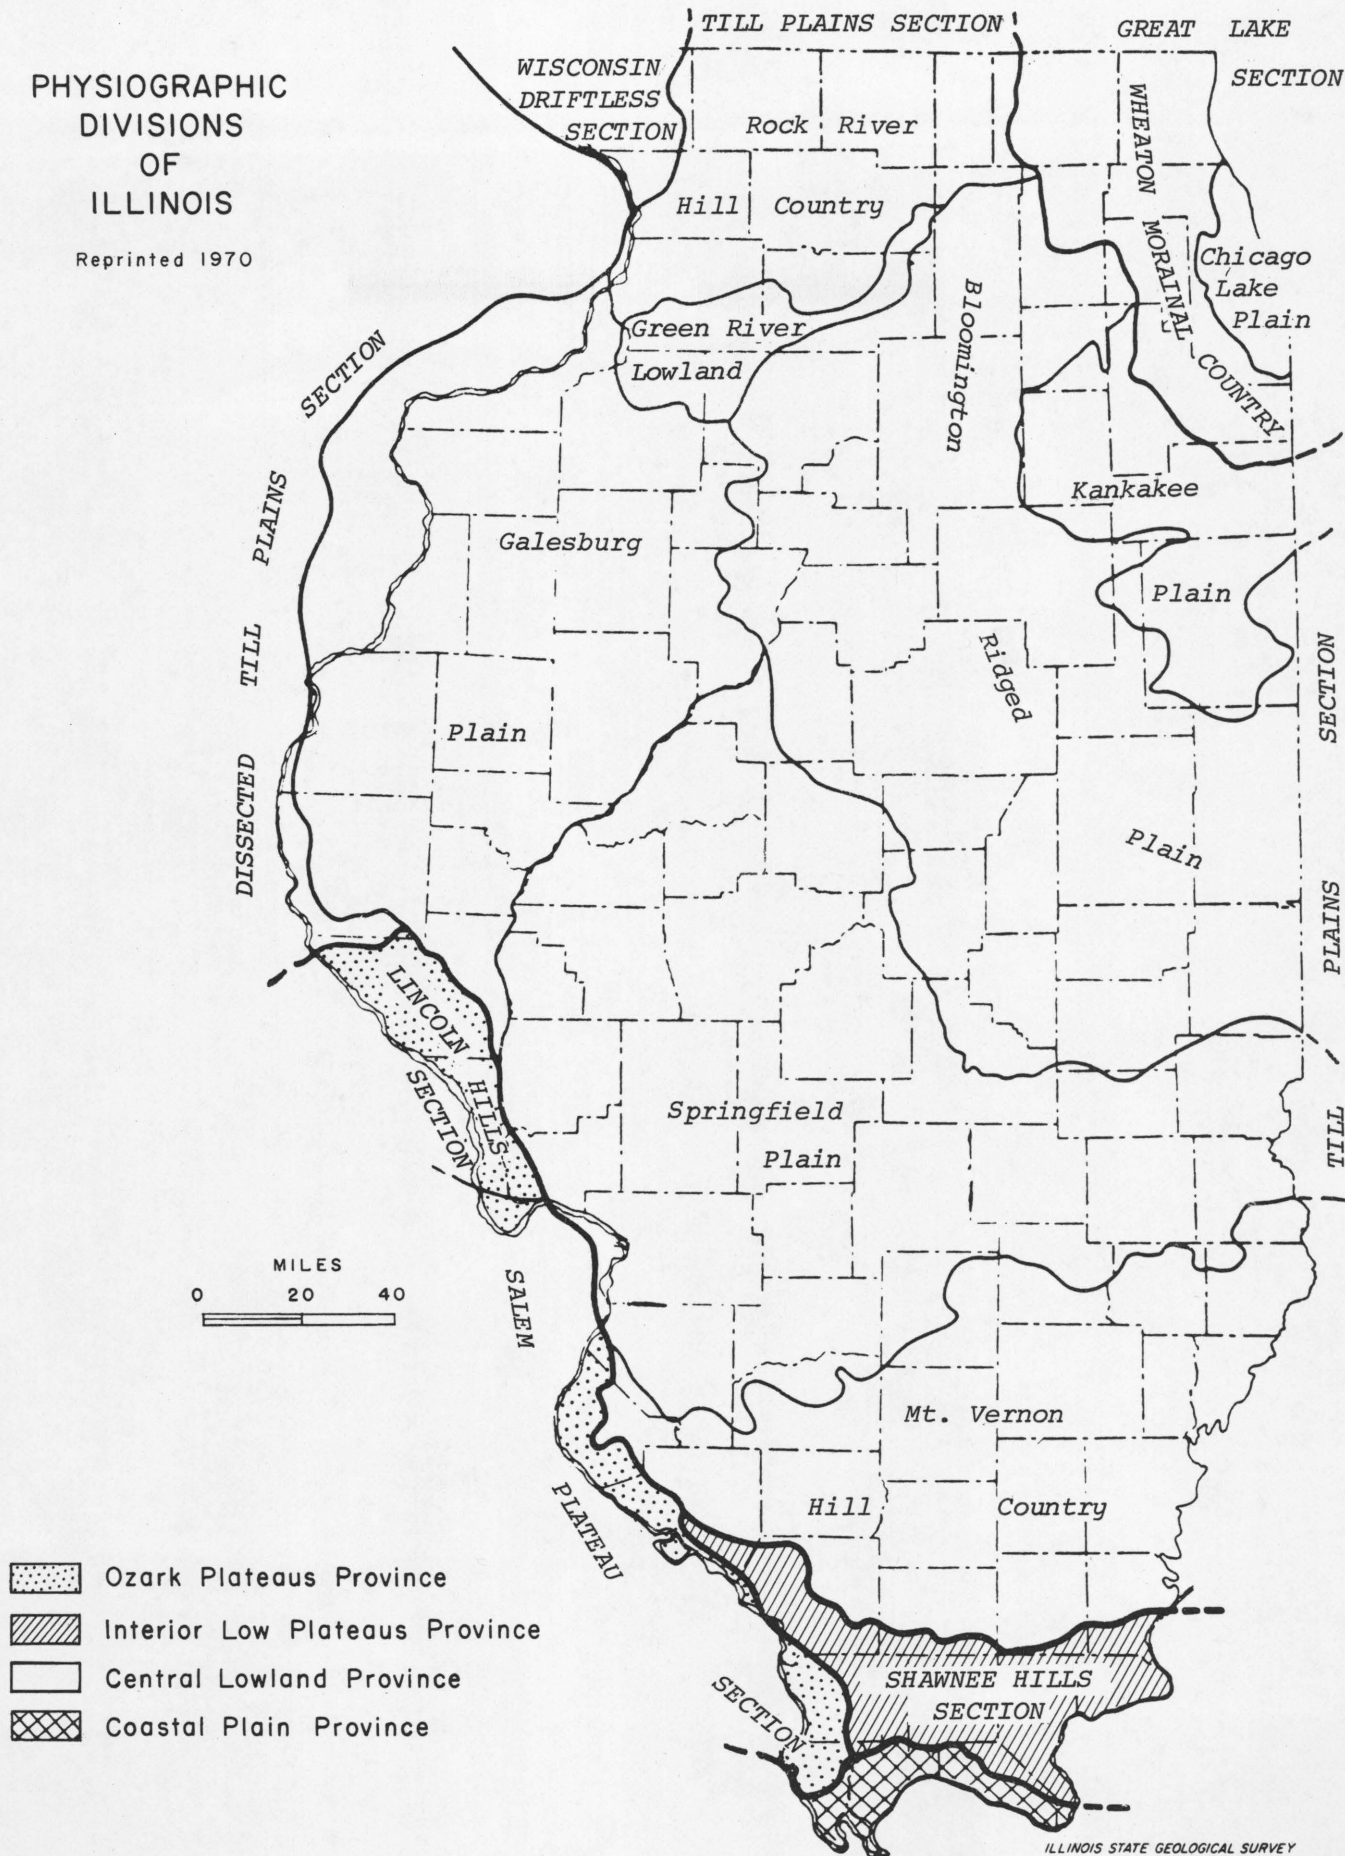 PHYSIOGRAPHIC
DIVISIONS
OF
ILLINOIS
Reprinted 1970
TILL PLAINS SECTION
GREAT LAKE
SECTION
WISCONSIN
DRIFTLESS
SECTION
Rock River
Hill Country
WHEATON
MORAINAL
COUNTRY
Chicago
Lake
Plain
Green River
Lowland
Bloomington
Ridged
Plain
Kankakee
Plain
Galesburg
Plain
DISSECTED TILL PLAINS SECTION
TILL PLAINS SECTION
LINCOLN
HILLS
SECTION
Springfield
Plain
MILES
0 20 40
SALEM
PLATEAU
SECTION
Mt. Vernon
Hill Country
SHAWNEE HILLS
SECTION
Ozark Plateaus Province
Interior Low Plateaus Province
Central Lowland Province
Coastal Plain Province
ILLINOIS STATE GEOLOGICAL SURVEY